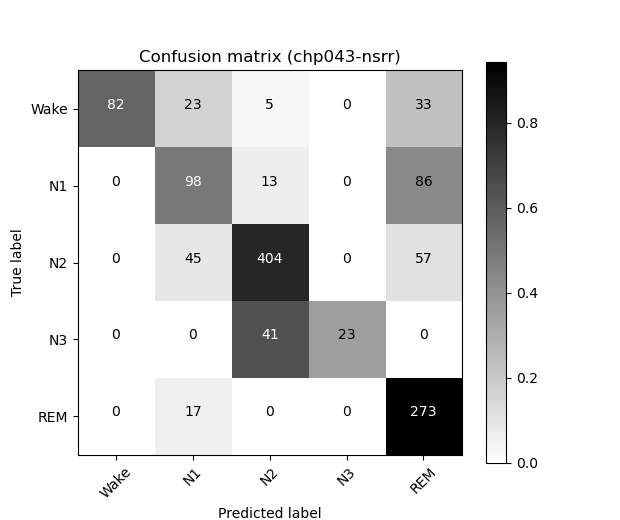 Confusion matrix (chp043-nsrr)
Wake 82 23 5 0 33
N1 0 98 13 0 86
N2 0 45 404 0 57
N3 0 0 41 23 0
REM 0 17 0 0 273
Wake N1 N2 N3 REM
Predicted label
True label
0.8
0.6
0.4
0.2
0.0